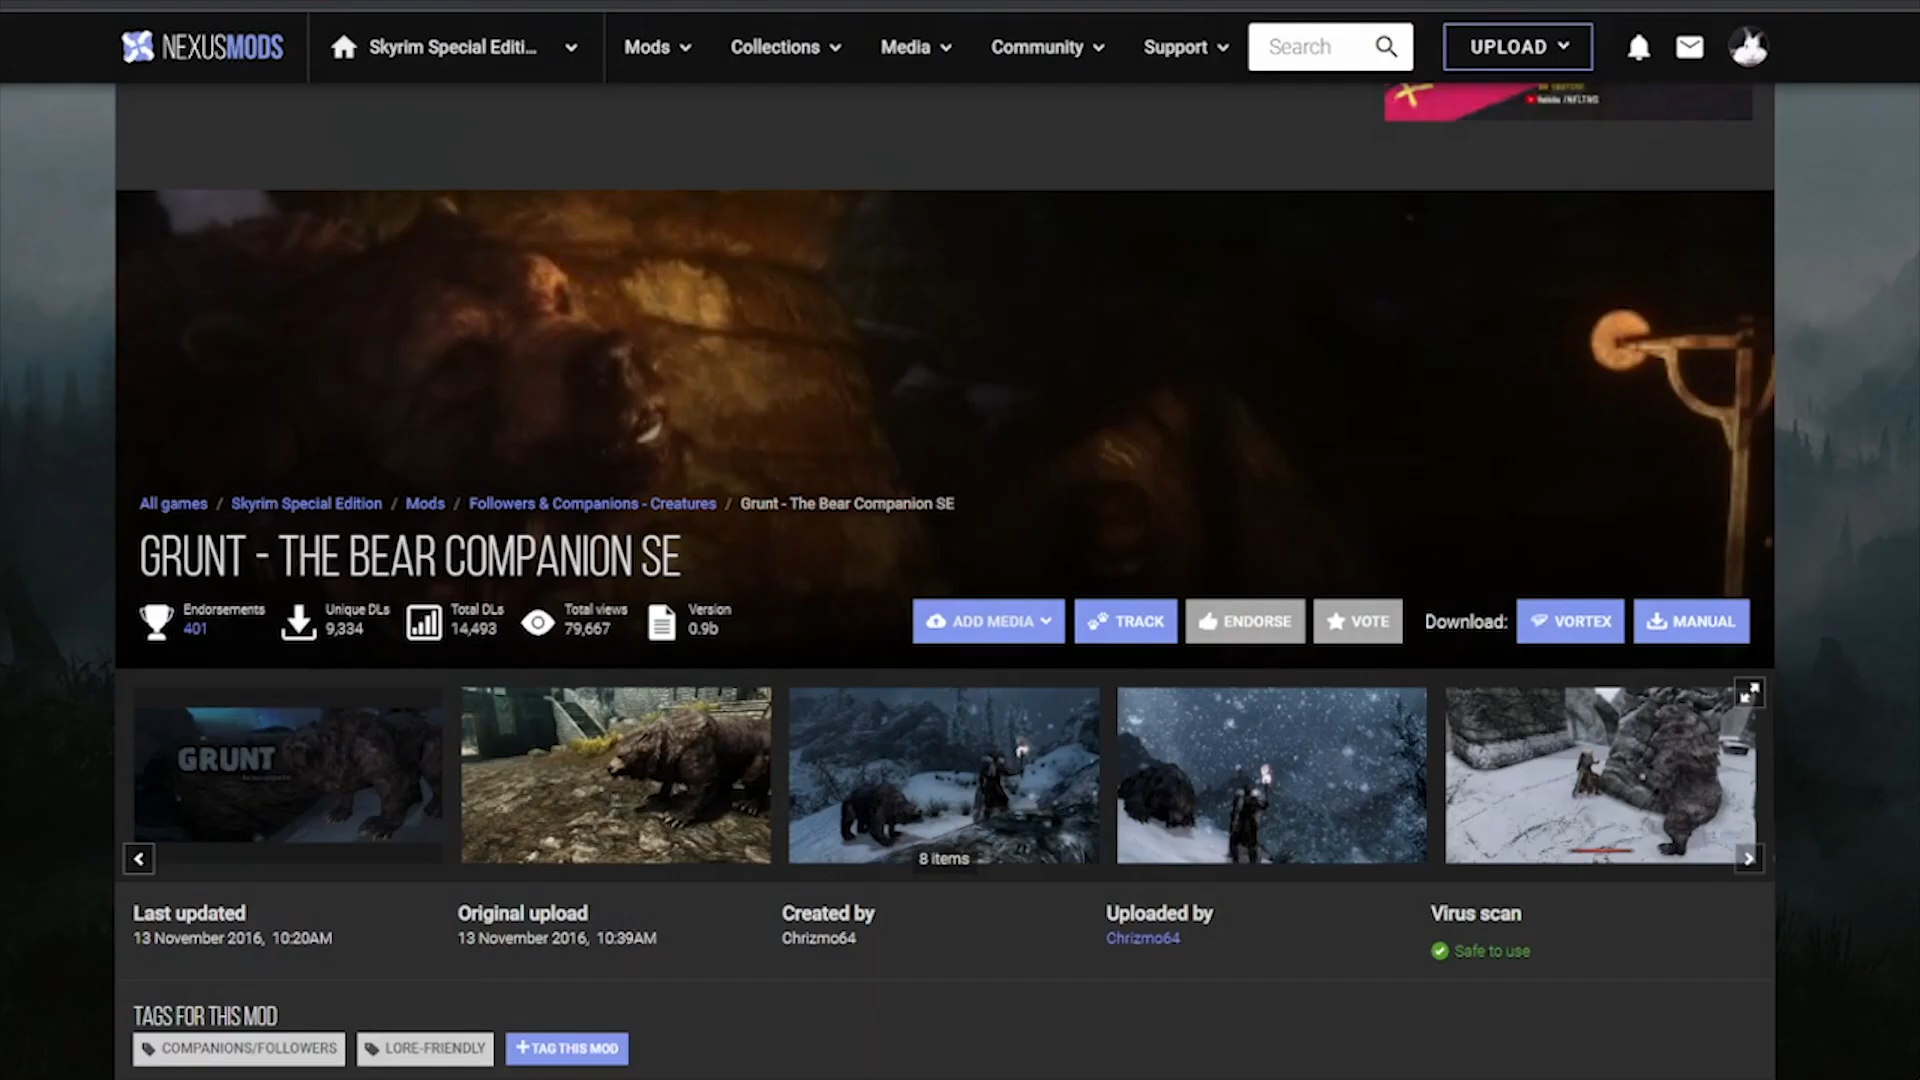 NEXUSMODS
Skyrim Special Editi...
Mods
Collections
Media
Community
Support
Search
UPLOAD
/NFLTNG
All games / Skyrim Special Edition / Mods / Followers & Companions - Creatures / Grunt - The Bear Companion SE
GRUNT - THE BEAR COMPANION SE
Endorsements
401
Unique DLs
9,334
Total DLs
14,493
Total views
79,667
Version
0.9b
ADD MEDIA
TRACK
ENDORSE
VOTE
Download:
VORTEX
MANUAL
GRUNT
8 items
Last updated
13 November 2016, 10:20AM
Original upload
13 November 2016, 10:39AM
Created by
Chrizmo64
Uploaded by
Chrizmo64
Virus scan
Safe to use
TAGS FOR THIS MOD
COMPANIONS/FOLLOWERS
LORE-FRIENDLY
+ TAG THIS MOD